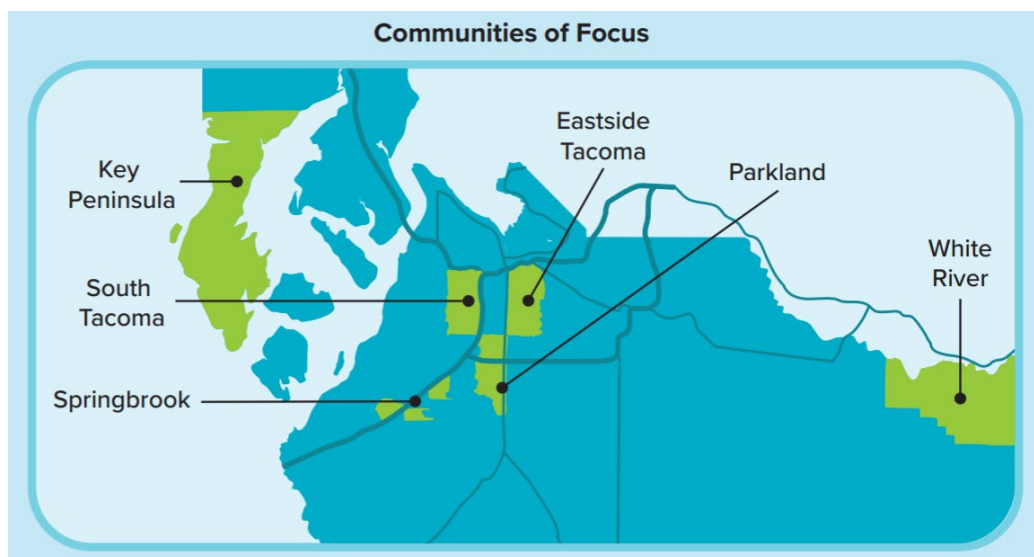 Communities of Focus
Eastside
Tacoma
Key
Peninsula
Parkland
White
River
South
Tacoma
Springbrook